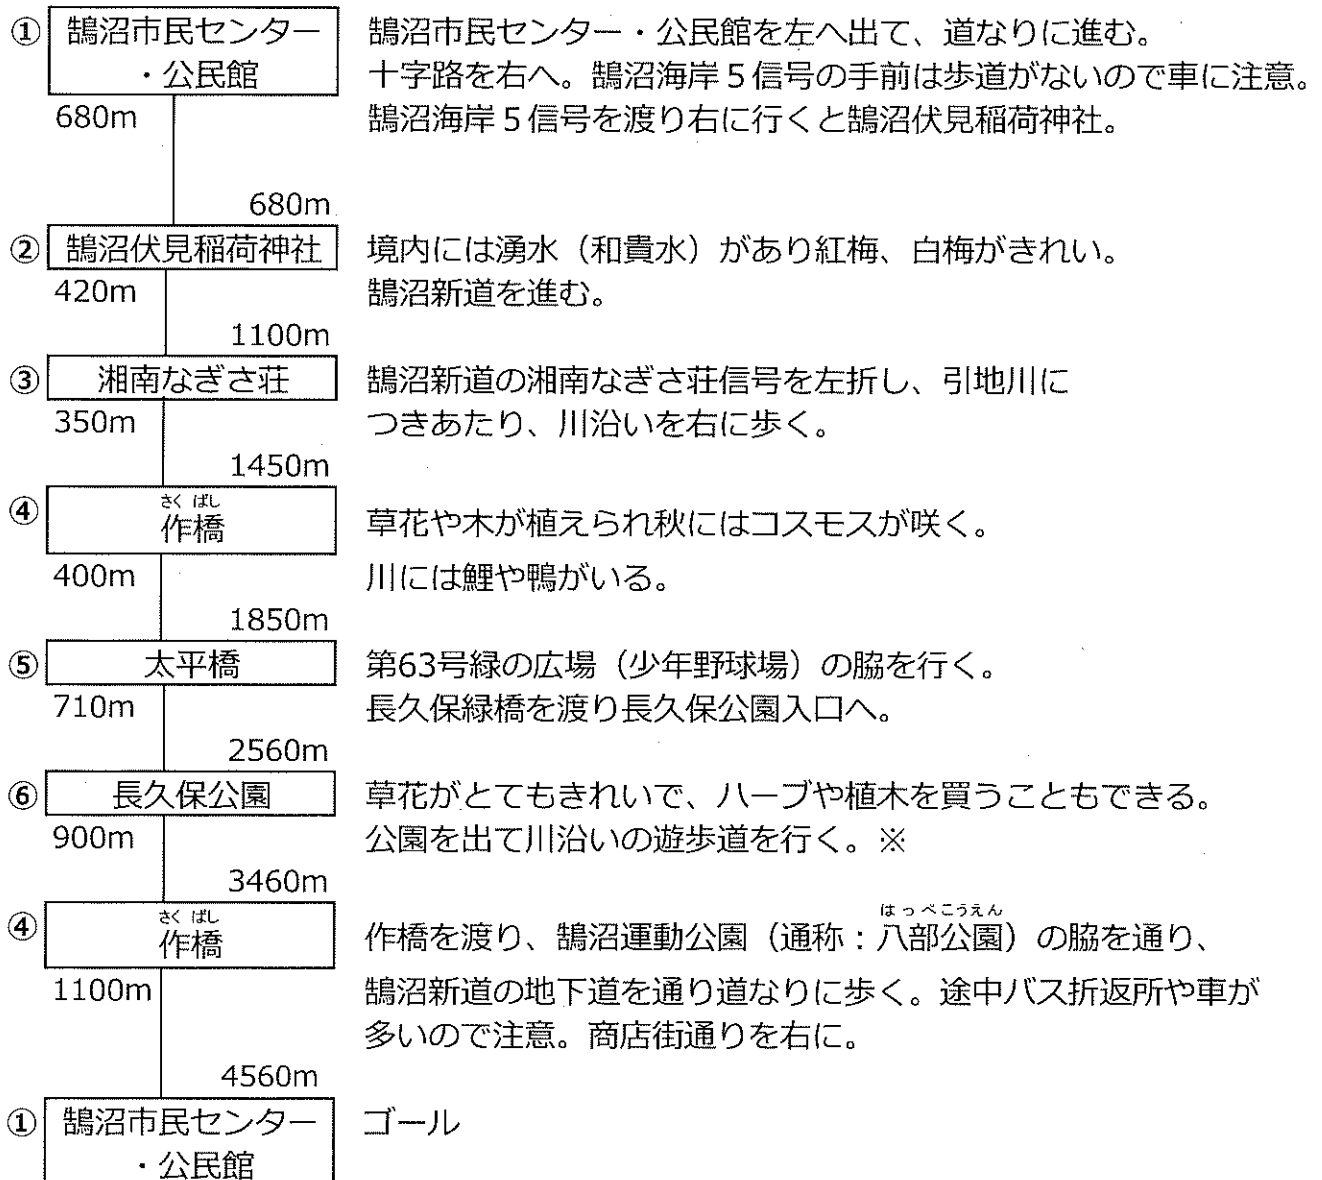 ① 鵠沼市民センター 鵠沼市民センター・公民館を左へ出て、道なりに進む。
・公民館 十字路を右へ。鵠沼海岸５信号の手前は歩道がないので車に注意。
680m 鵠沼海岸５信号を渡り右に行くと鵠沼伏見稲荷神社。
680m
② 鵠沼伏見稲荷神社 境内には湧水（和貴水）があり紅梅、白梅がきれい。
420m 鵠沼新道を進む。
1100m
③ 湘南なぎさ荘 鵠沼新道の湘南なぎさ荘信号を左折し、引地川に
350m つきあたり、川沿いを右に歩く。
1450m
さく ばし
④ 作橋 草花や木が植えられ秋にはコスモスが咲く。
400m 川には鯉や鴨がいる。
1850m
⑤ 太平橋 第63号緑の広場（少年野球場）の脇を行く。
710m 長久保緑橋を渡り長久保公園入口へ。
2560m
⑥ 長久保公園 草花がとてもきれいで、ハーブや植木を買うこともできる。
900m 公園を出て川沿いの遊歩道を行く。※
3460m
さく ばし はっぺこうえん
④ 作橋 作橋を渡り、鵠沼運動公園（通称：八部公園）の脇を通り、
1100m 鵠沼新道の地下道を通り道なりに歩く。途中バス折返所や車が
多いので注意。商店街通りを右に。
4560m
① 鵠沼市民センター ゴール
・公民館